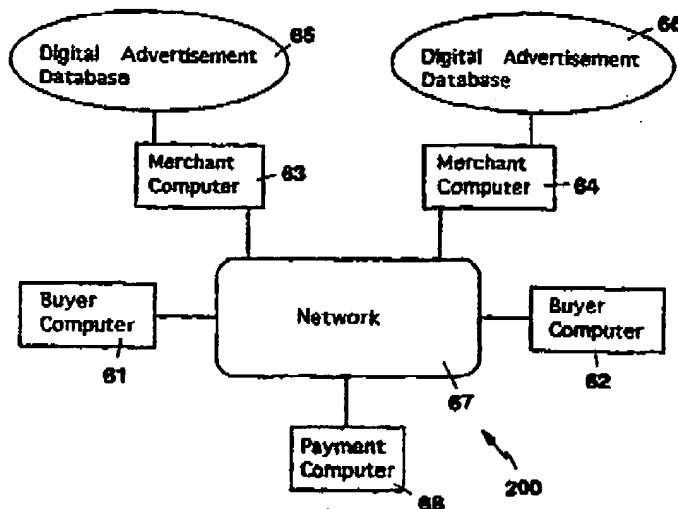 65
Digital Advertisement
Database
66
Digital Advertisement
Database
Merchant
Computer
63
Merchant
Computer
64
Buyer
Computer
61
Network
67
Buyer
Computer
62
Payment
Computer
68
200